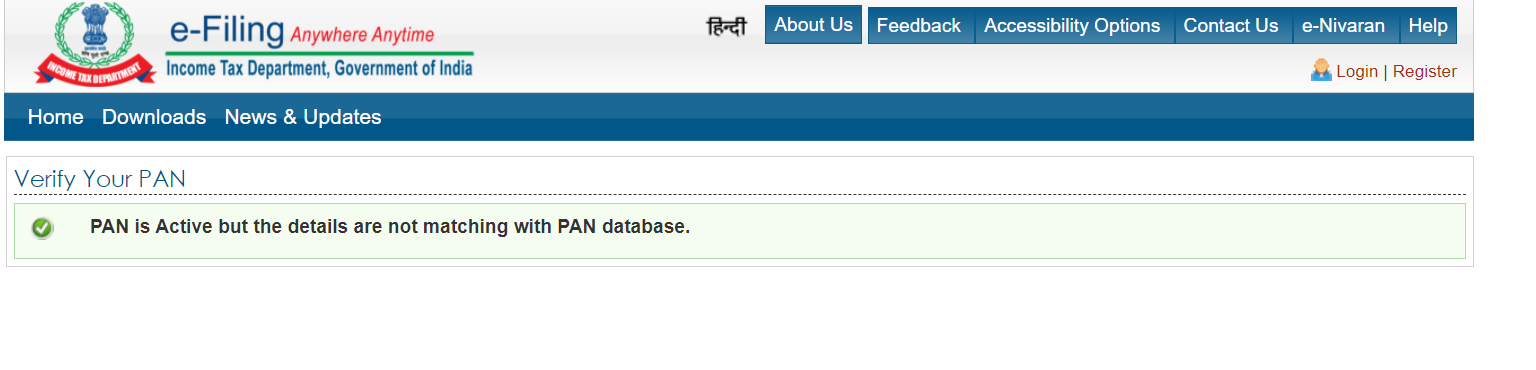 e-Filing Anywhere Anytime
Income Tax Department, Government of India
INCOME TAX DEPARTMENT
हिन्दी About Us Feedback Accessibility Options Contact Us e-Nivaran Help
Login | Register
Home Downloads News & Updates
Verify Your PAN
PAN is Active but the details are not matching with PAN database.